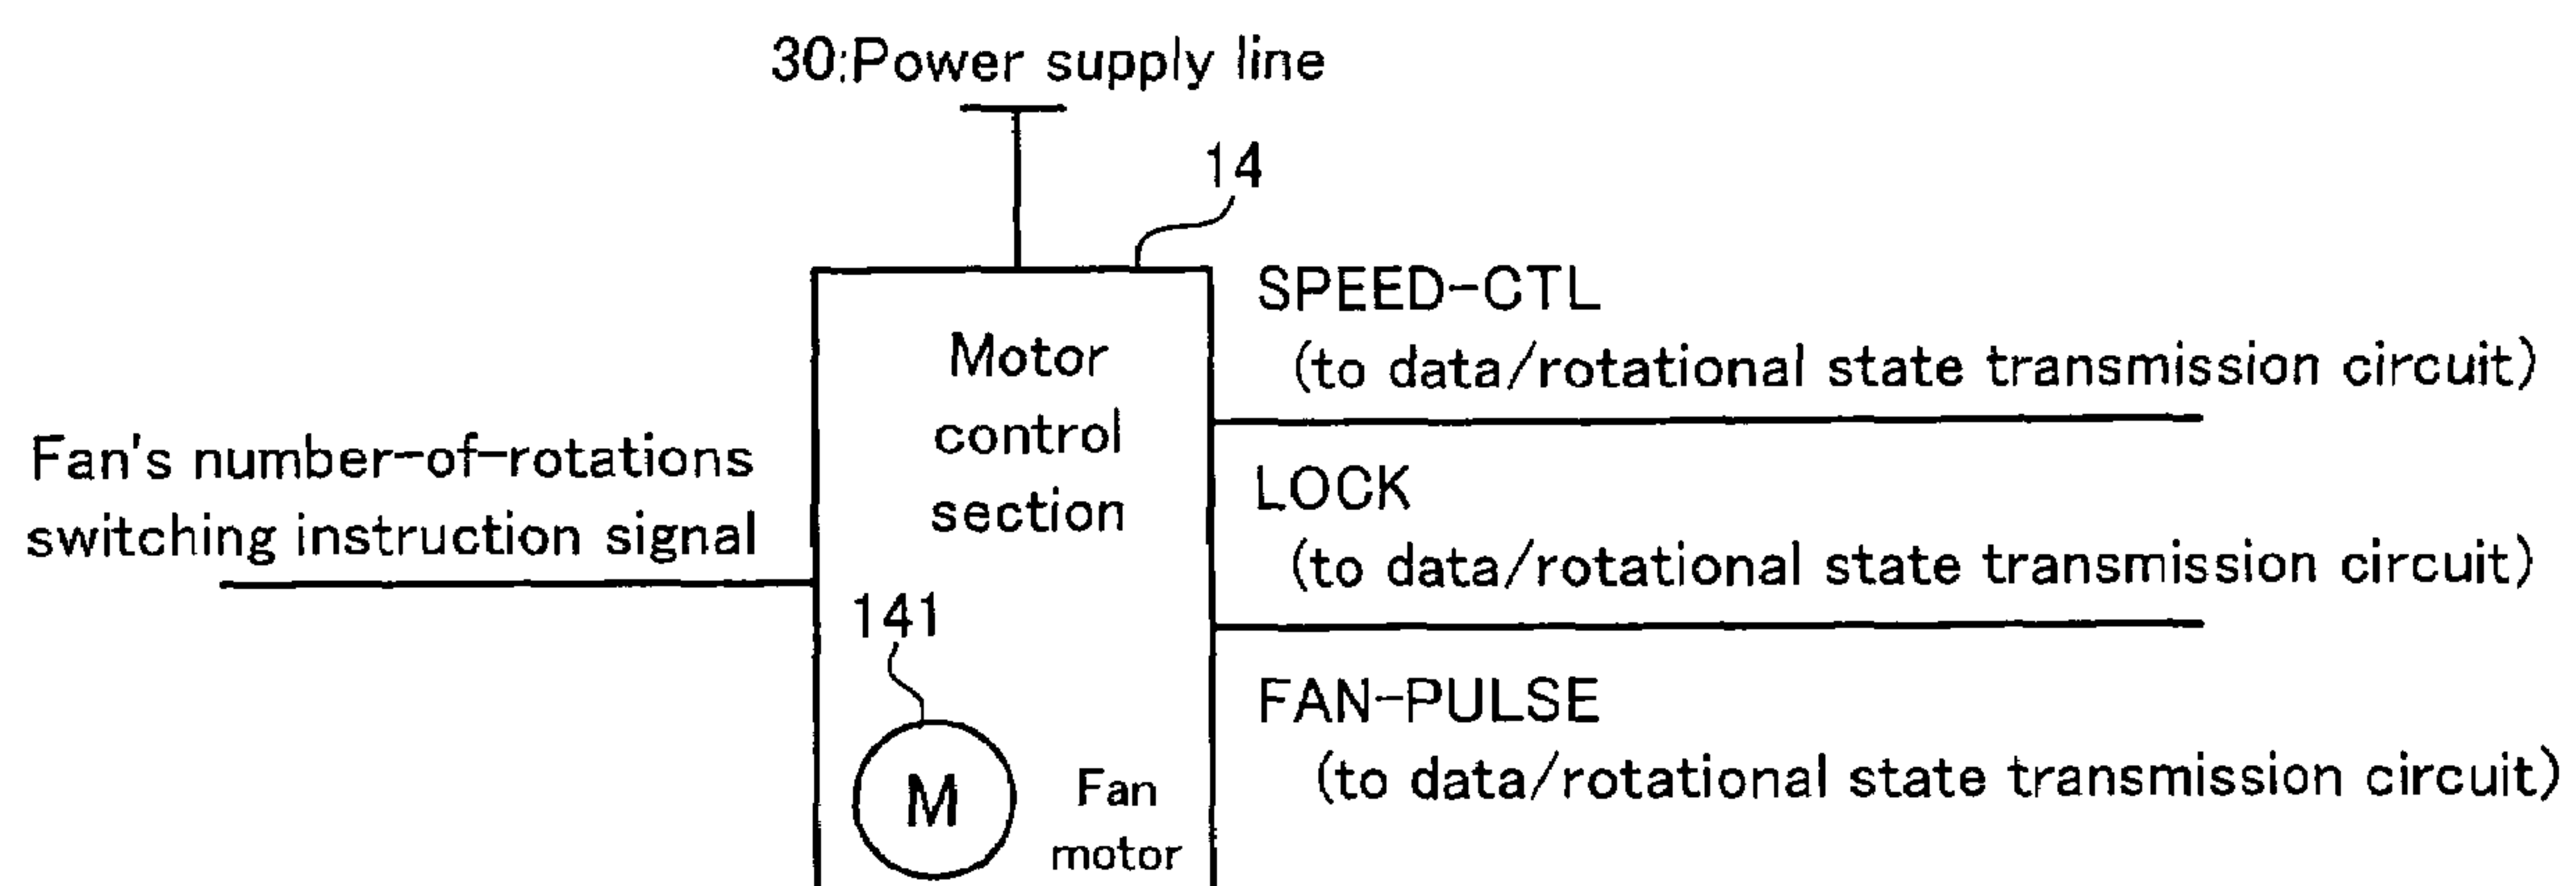 30:Power supply line
14
SPEED-CTL
(to data/rotational state transmission circuit)
Motor
control
section
Fan's number-of-rotations
switching instruction signal
LOCK
(to data/rotational state transmission circuit)
141
FAN-PULSE
(to data/rotational state transmission circuit)
M
Fan
motor